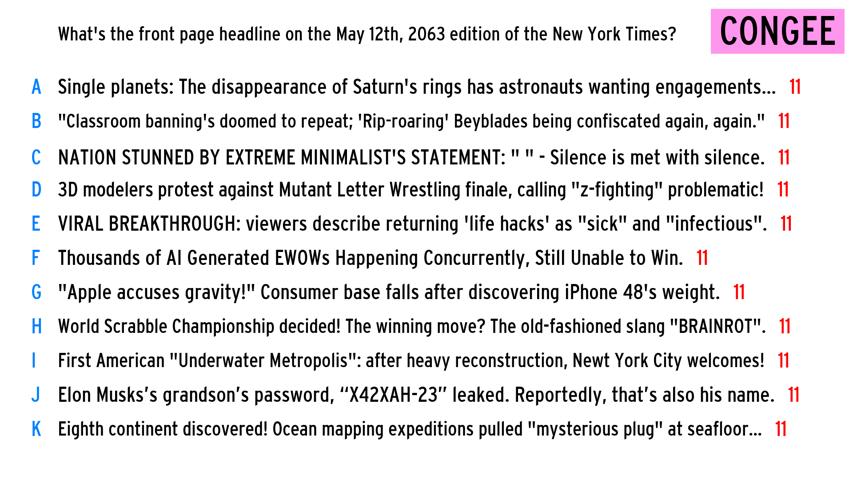 What's the front page headline on the May 12th, 2063 edition of the New York Times?
CONGEE
A Single planets: The disappearance of Saturn's rings has astronauts wanting engagements... 11
B "Classroom banning's doomed to repeat; 'Rip-roaring' Beyblades being confiscated again, again." 11
C NATION STUNNED BY EXTREME MINIMALIST'S STATEMENT: " " - Silence is met with silence. 11
D 3D modelers protest against Mutant Letter Wrestling finale, calling "z-fighting" problematic! 11
E VIRAL BREAKTHROUGH: viewers describe returning 'life hacks' as "sick" and "infectious". 11
F Thousands of AI Generated EWOWs Happening Concurrently, Still Unable to Win. 11
G "Apple accuses gravity!" Consumer base falls after discovering iPhone 48's weight. 11
H World Scrabble Championship decided! The winning move? The old-fashioned slang "BRAINROT". 11
I First American "Underwater Metropolis": after heavy reconstruction, Newt York City welcomes! 11
J Elon Musks’s grandson’s password, “X42XAH-23” leaked. Reportedly, that’s also his name. 11
K Eighth continent discovered! Ocean mapping expeditions pulled "mysterious plug" at seafloor... 11